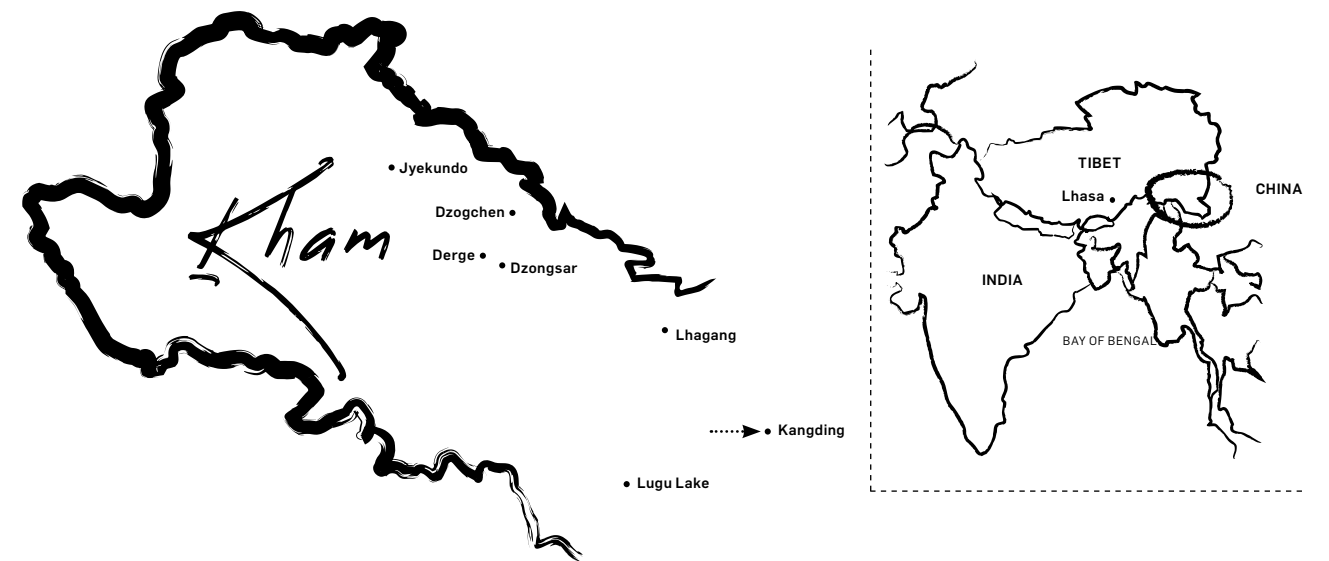 Kham
Jyekundo
Dzogchen
Derge
Dzongsar
Lhagang
Kangding
Lugu Lake
TIBET
Lhasa
CHINA
INDIA
BAY OF BENGAL